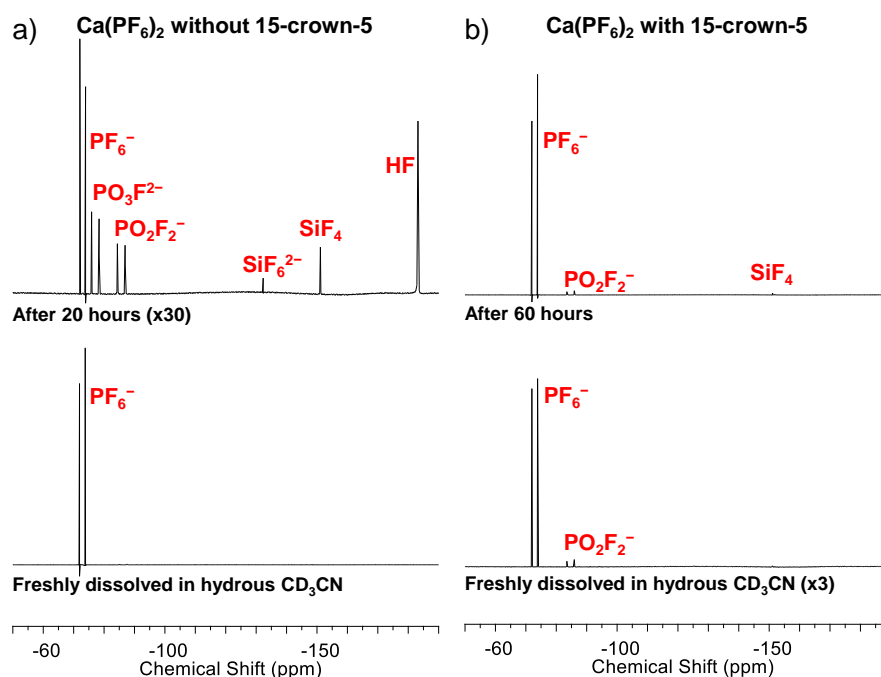 a) Ca(PF₆)₂ without 15-crown-5
PF₆⁻
PO₃F²⁻
PO₂F₂⁻
SiF₆²⁻
SiF₄
HF
After 20 hours (x30)
PF₆⁻
Freshly dissolved in hydrous CD₃CN
-60 -100 -150
Chemical Shift (ppm)
b) Ca(PF₆)₂ with 15-crown-5
PF₆⁻
PO₂F₂⁻
SiF₄
After 60 hours
PF₆⁻
PO₂F₂⁻
Freshly dissolved in hydrous CD₃CN (x3)
-60 -100 -150
Chemical Shift (ppm)